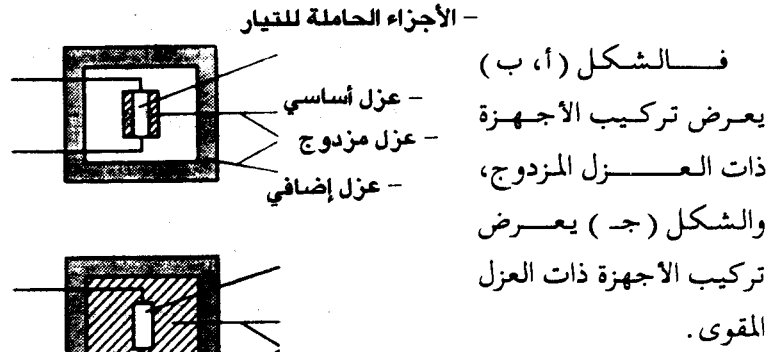 – الأجزاء الحاملة للتيار
– عزل أساسي
– عزل مزدوج
– عزل إضافي
فالشكل (أ، ب)
يعرض تركيب الأجهزة
ذات العزل المزدوج،
والشكل (جـ) يعرض
تركيب الأجهزة ذات العزل
المقوى.